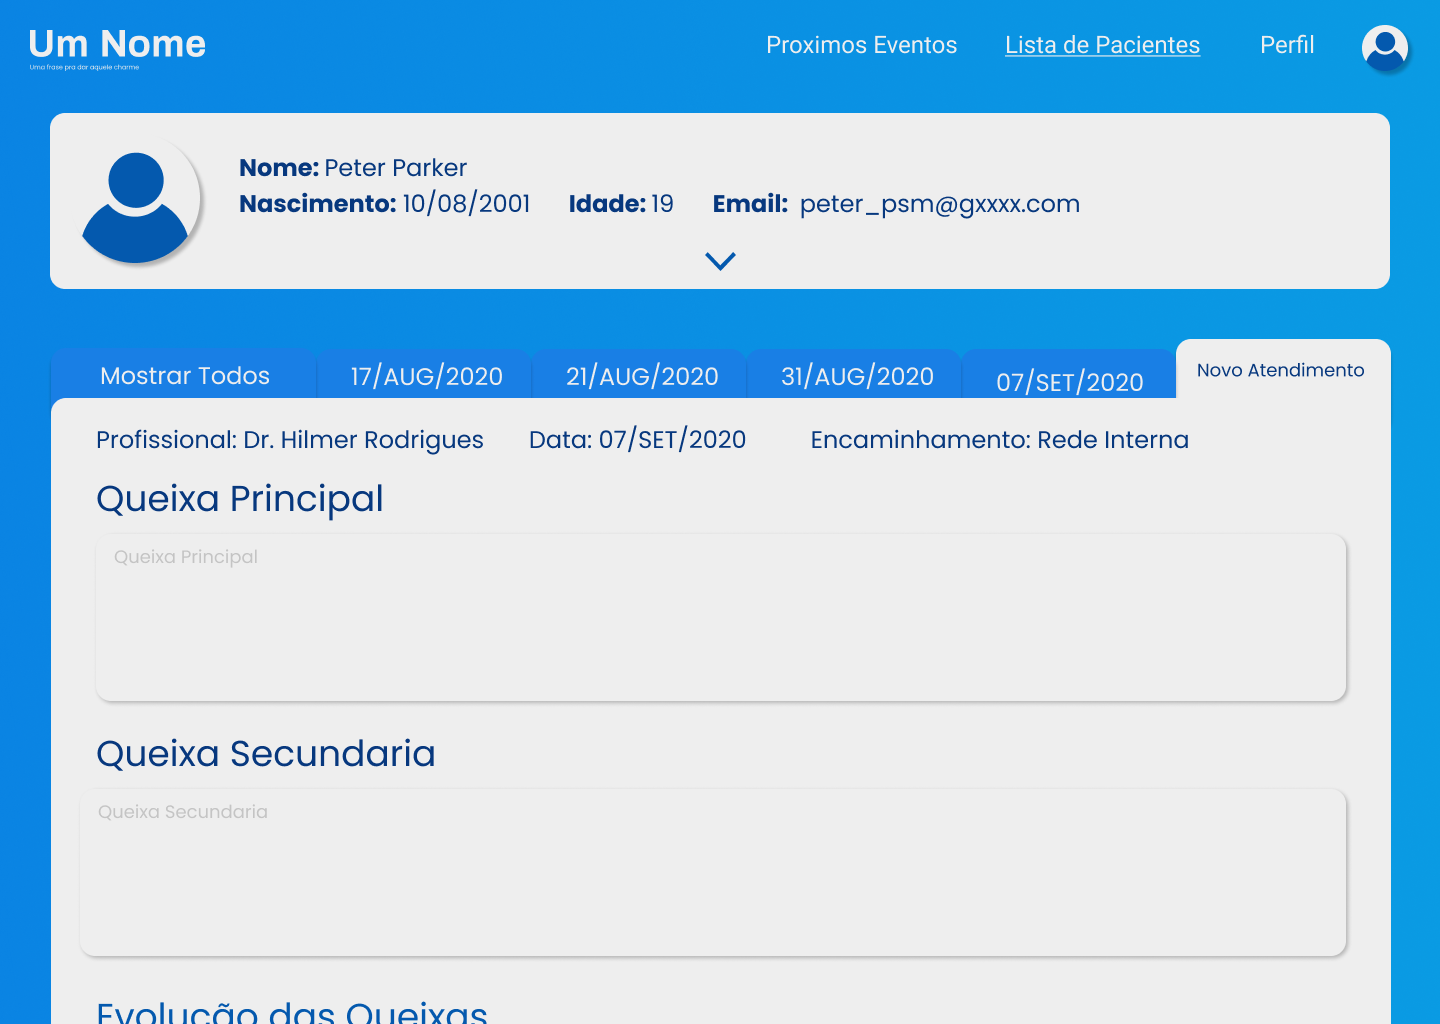 Um Nome
Uma frase pra dar aquele charme
Proximos Eventos Lista de Pacientes Perfil
Nome: Peter Parker
Nascimento: 10/08/2001 Idade: 19 Email: peter_psm@gxxxx.com
Mostrar Todos 17/AUG/2020 21/AUG/2020 31/AUG/2020 07/SET/2020 Novo Atendimento
Profissional: Dr. Hilmer Rodrigues Data: 07/SET/2020 Encaminhamento: Rede Interna
Queixa Principal
Queixa Principal
Queixa Secundaria
Queixa Secundaria
Evolução das Queixas